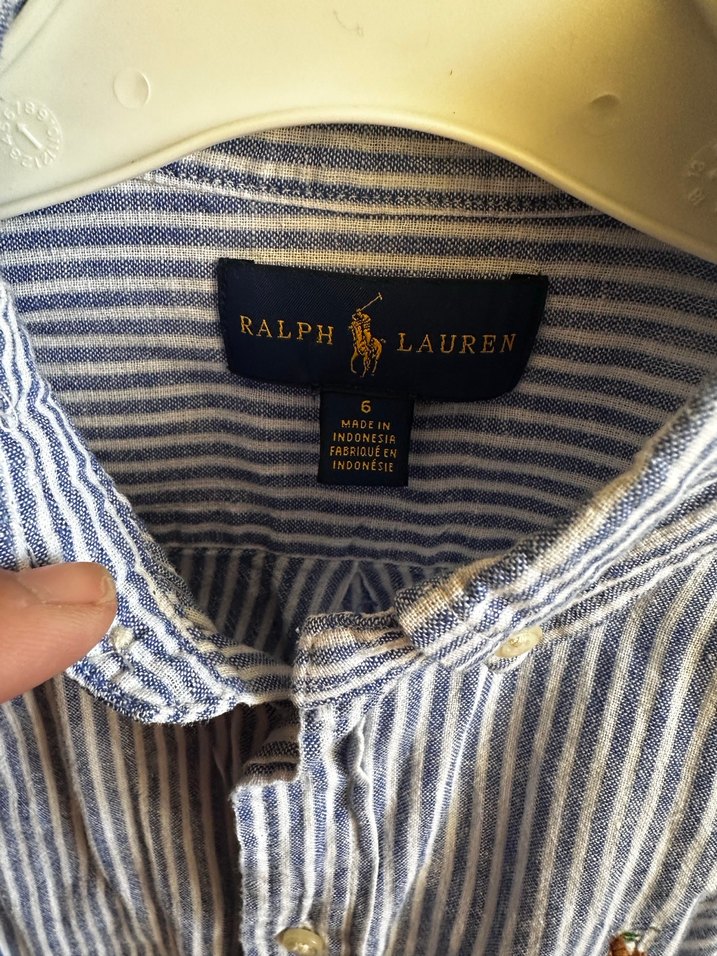 RALPH LAUREN
6
MADE IN
INDONESIA
FABRIQUÉ EN
INDONÉSIE